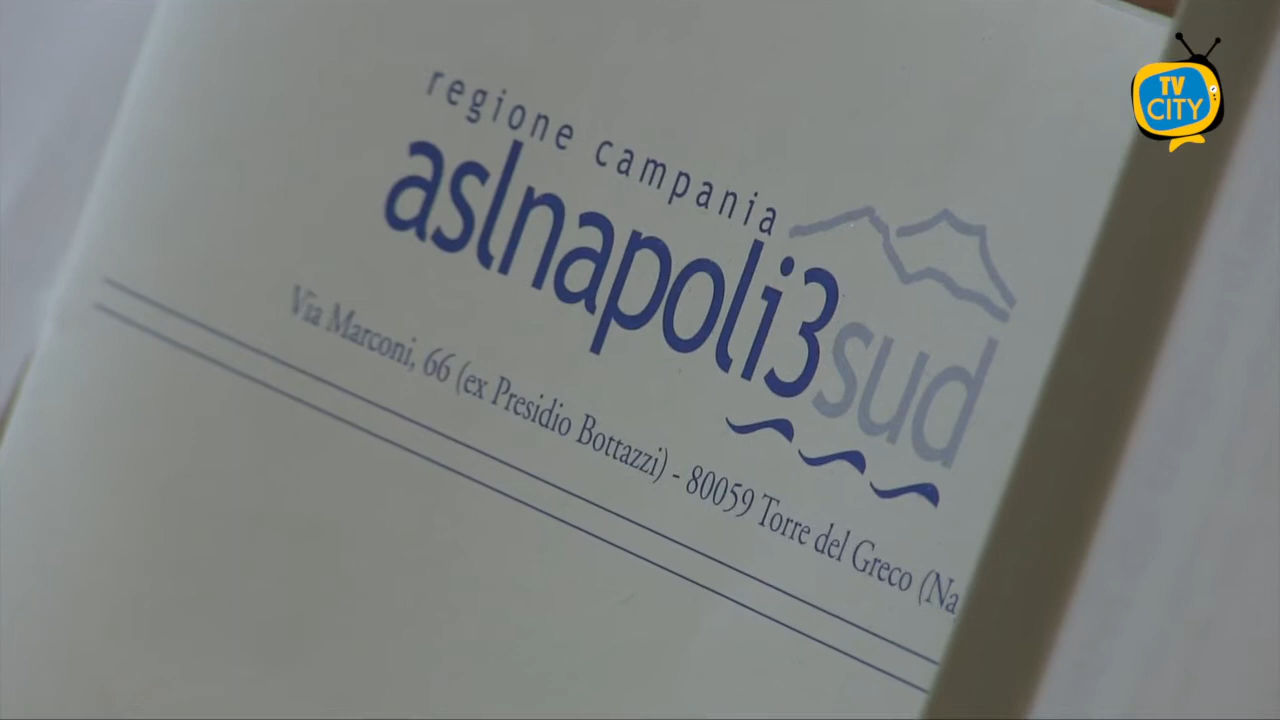 TV
CITY
regione campania
aslnapoli3sud
Via Marconi, 66 (ex Presidio Bottazzi) - 80059 Torre del Greco (Na